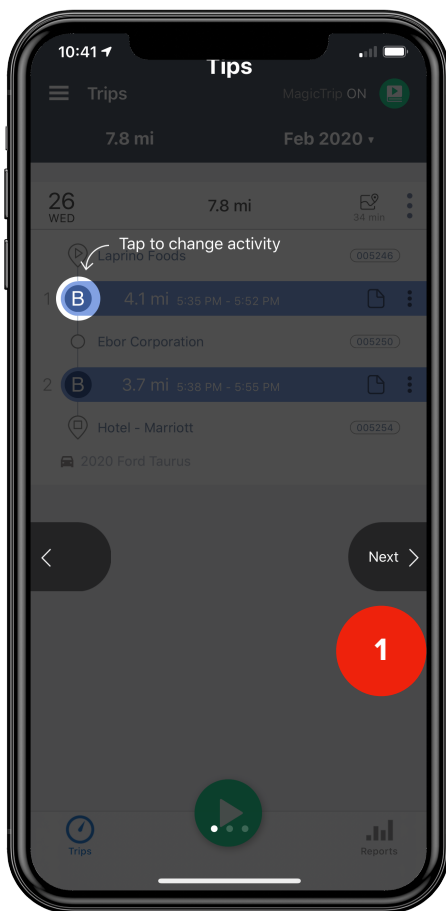 10:41
Tips
Trips
MagicTrip ON
7.8 mi
Feb 2020
26
WED
7.8 mi
34 min
Tap to change activity
Laprino Foods
005246
1 B 4.1 mi 5:35 PM - 5:52 PM
Ebor Corporation
005250
2 B 3.7 mi 5:38 PM - 5:55 PM
Hotel - Marriott
005254
2020 Ford Taurus
Next
1
Trips
Reports